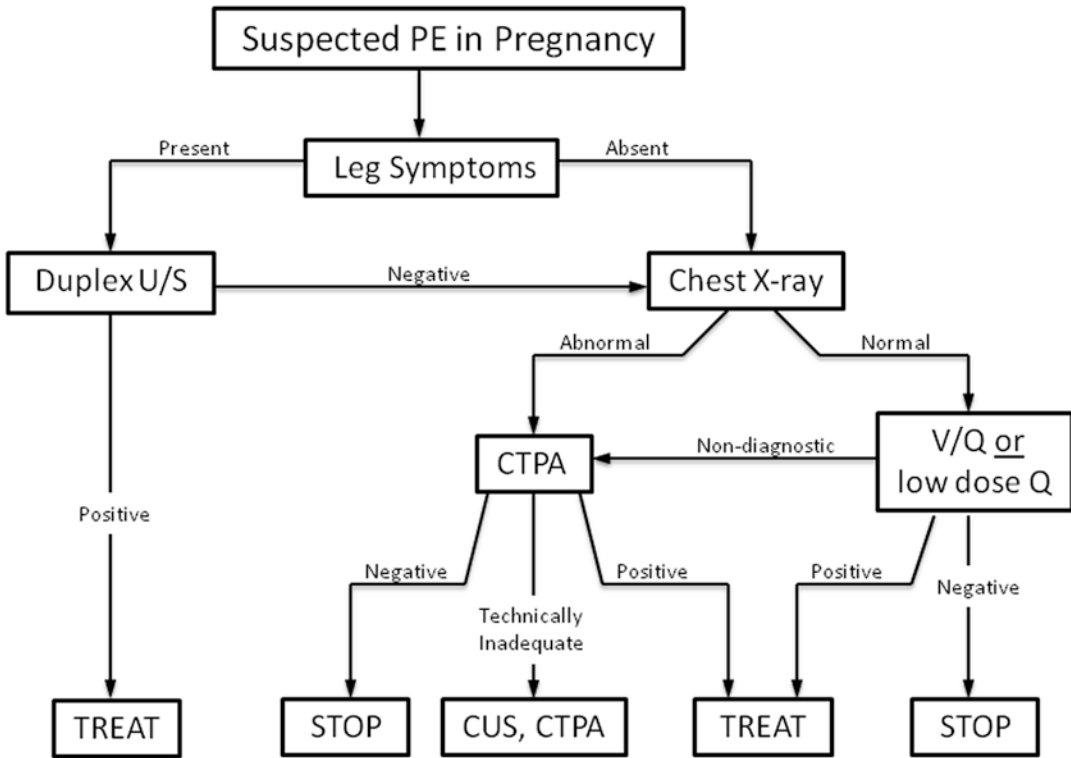 Suspected PE in Pregnancy
Present
Leg Symptoms
Absent
Duplex U/S
Negative
Chest X-ray
Abnormal
Normal
CTPA
Non-diagnostic
V/Q or
low dose Q
Positive
Negative
Technically
Inadequate
Positive
Positive
Negative
TREAT
STOP
CUS, CTPA
TREAT
STOP